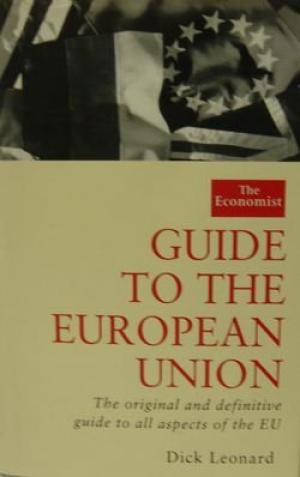 The
Economist
GUIDE
TO THE
EUROPEAN
UNION
The original and definitive
guide to all aspects of the EU
Dick Leonard